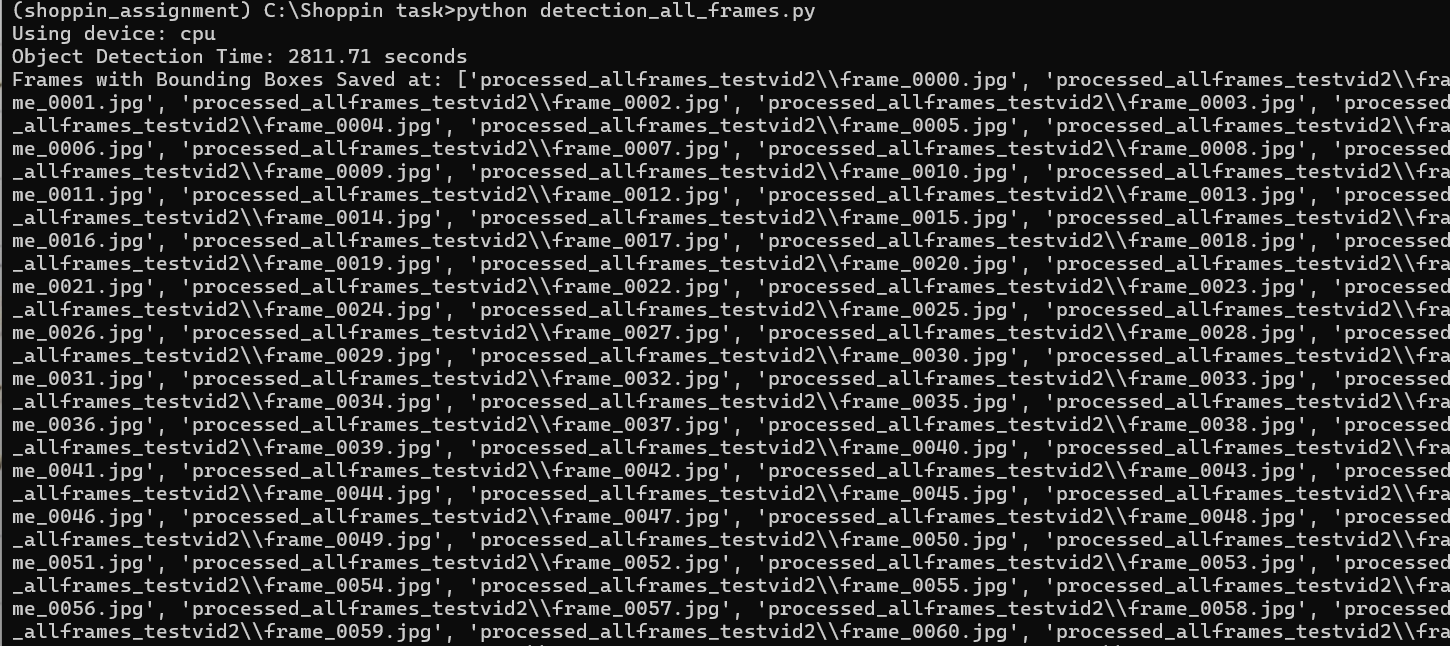 (shoppin_assignment) C:\Shoppin task>python detection_all_frames.py
Using device: cpu
Object Detection Time: 2811.71 seconds
Frames with Bounding Boxes Saved at: ['processed_allframes_testvid2\\frame_0000.jpg', 'processed_allframes_testvid2\\fra
me_0001.jpg', 'processed_allframes_testvid2\\frame_0002.jpg', 'processed_allframes_testvid2\\frame_0003.jpg', 'processed
_allframes_testvid2\\frame_0004.jpg', 'processed_allframes_testvid2\\frame_0005.jpg', 'processed_allframes_testvid2\\fra
me_0006.jpg', 'processed_allframes_testvid2\\frame_0007.jpg', 'processed_allframes_testvid2\\frame_0008.jpg', 'processed
_allframes_testvid2\\frame_0009.jpg', 'processed_allframes_testvid2\\frame_0010.jpg', 'processed_allframes_testvid2\\fra
me_0011.jpg', 'processed_allframes_testvid2\\frame_0012.jpg', 'processed_allframes_testvid2\\frame_0013.jpg', 'processed
_allframes_testvid2\\frame_0014.jpg', 'processed_allframes_testvid2\\frame_0015.jpg', 'processed_allframes_testvid2\\fra
me_0016.jpg', 'processed_allframes_testvid2\\frame_0017.jpg', 'processed_allframes_testvid2\\frame_0018.jpg', 'processed
_allframes_testvid2\\frame_0019.jpg', 'processed_allframes_testvid2\\frame_0020.jpg', 'processed_allframes_testvid2\\fra
me_0021.jpg', 'processed_allframes_testvid2\\frame_0022.jpg', 'processed_allframes_testvid2\\frame_0023.jpg', 'processed
_allframes_testvid2\\frame_0024.jpg', 'processed_allframes_testvid2\\frame_0025.jpg', 'processed_allframes_testvid2\\fra
me_0026.jpg', 'processed_allframes_testvid2\\frame_0027.jpg', 'processed_allframes_testvid2\\frame_0028.jpg', 'processed
_allframes_testvid2\\frame_0029.jpg', 'processed_allframes_testvid2\\frame_0030.jpg', 'processed_allframes_testvid2\\fra
me_0031.jpg', 'processed_allframes_testvid2\\frame_0032.jpg', 'processed_allframes_testvid2\\frame_0033.jpg', 'processed
_allframes_testvid2\\frame_0034.jpg', 'processed_allframes_testvid2\\frame_0035.jpg', 'processed_allframes_testvid2\\fra
me_0036.jpg', 'processed_allframes_testvid2\\frame_0037.jpg', 'processed_allframes_testvid2\\frame_0038.jpg', 'processed
_allframes_testvid2\\frame_0039.jpg', 'processed_allframes_testvid2\\frame_0040.jpg', 'processed_allframes_testvid2\\fra
me_0041.jpg', 'processed_allframes_testvid2\\frame_0042.jpg', 'processed_allframes_testvid2\\frame_0043.jpg', 'processed
_allframes_testvid2\\frame_0044.jpg', 'processed_allframes_testvid2\\frame_0045.jpg', 'processed_allframes_testvid2\\fra
me_0046.jpg', 'processed_allframes_testvid2\\frame_0047.jpg', 'processed_allframes_testvid2\\frame_0048.jpg', 'processed
_allframes_testvid2\\frame_0049.jpg', 'processed_allframes_testvid2\\frame_0050.jpg', 'processed_allframes_testvid2\\fra
me_0051.jpg', 'processed_allframes_testvid2\\frame_0052.jpg', 'processed_allframes_testvid2\\frame_0053.jpg', 'processed
_allframes_testvid2\\frame_0054.jpg', 'processed_allframes_testvid2\\frame_0055.jpg', 'processed_allframes_testvid2\\fra
me_0056.jpg', 'processed_allframes_testvid2\\frame_0057.jpg', 'processed_allframes_testvid2\\frame_0058.jpg', 'processed
_allframes_testvid2\\frame_0059.jpg', 'processed_allframes_testvid2\\frame_0060.jpg', 'processed_allframes_testvid2\\fra